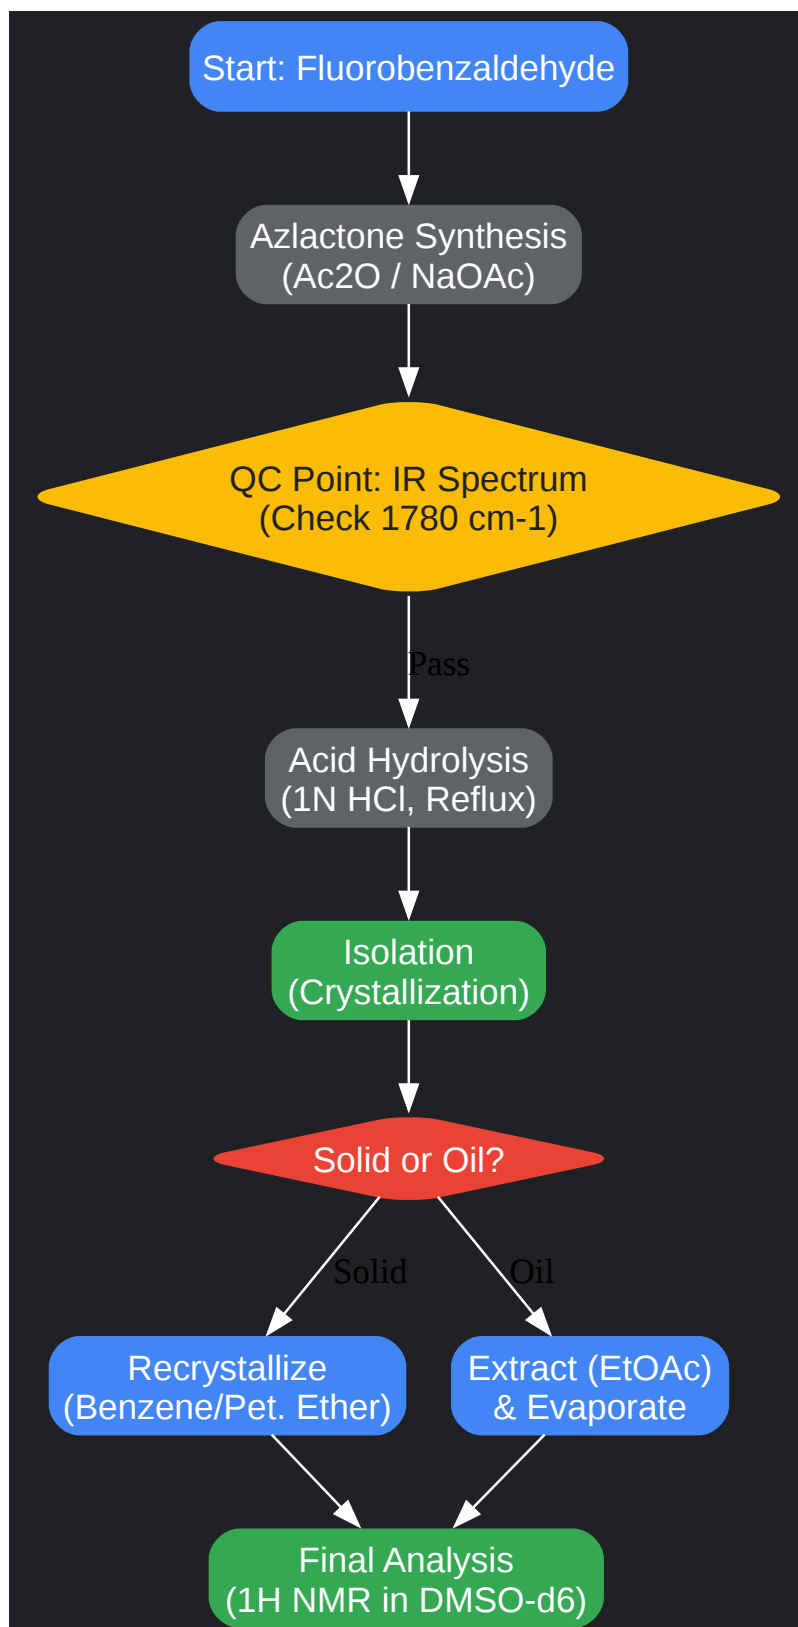 Start: Fluorobenzaldehyde
Azlactone Synthesis
(Ac2O / NaOAc)
QC Point: IR Spectrum
(Check 1780 cm-1)
Pass
Acid Hydrolysis
(1N HCl, Reflux)
Isolation
(Crystallization)
Solid or Oil?
Solid
Oil
Recrystallize
(Benzene/Pet. Ether)
Extract (EtOAc)
& Evaporate
Final Analysis
(1H NMR in DMSO-d6)